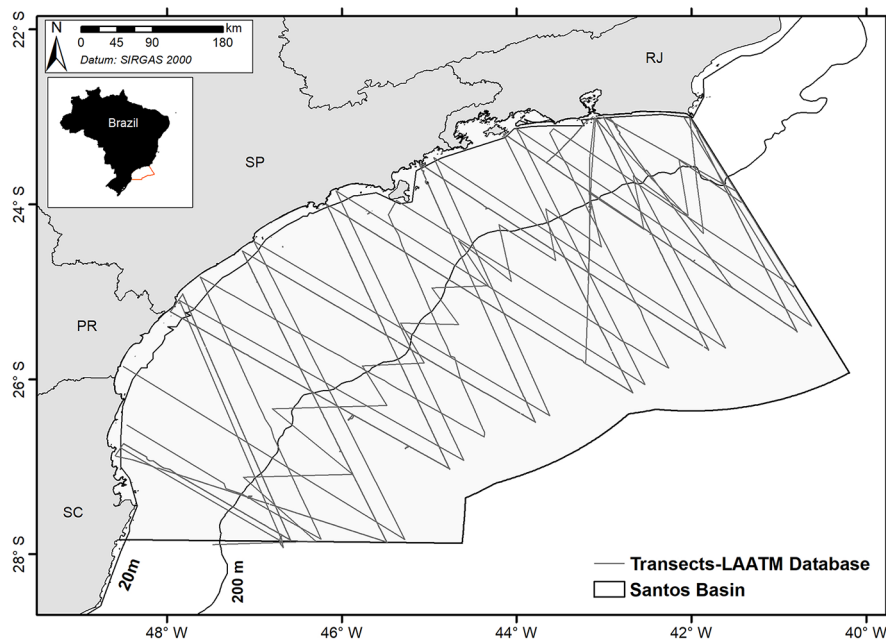 N
km
0 45 90 180
Datum: SIRGAS 2000
Brazil
RJ
SP
PR
SC
22° S
24° S
26° S
28° S
20m
200 m
Transects-LAATM Database
Santos Basin
48° W
46° W
44° W
42° W
40° W